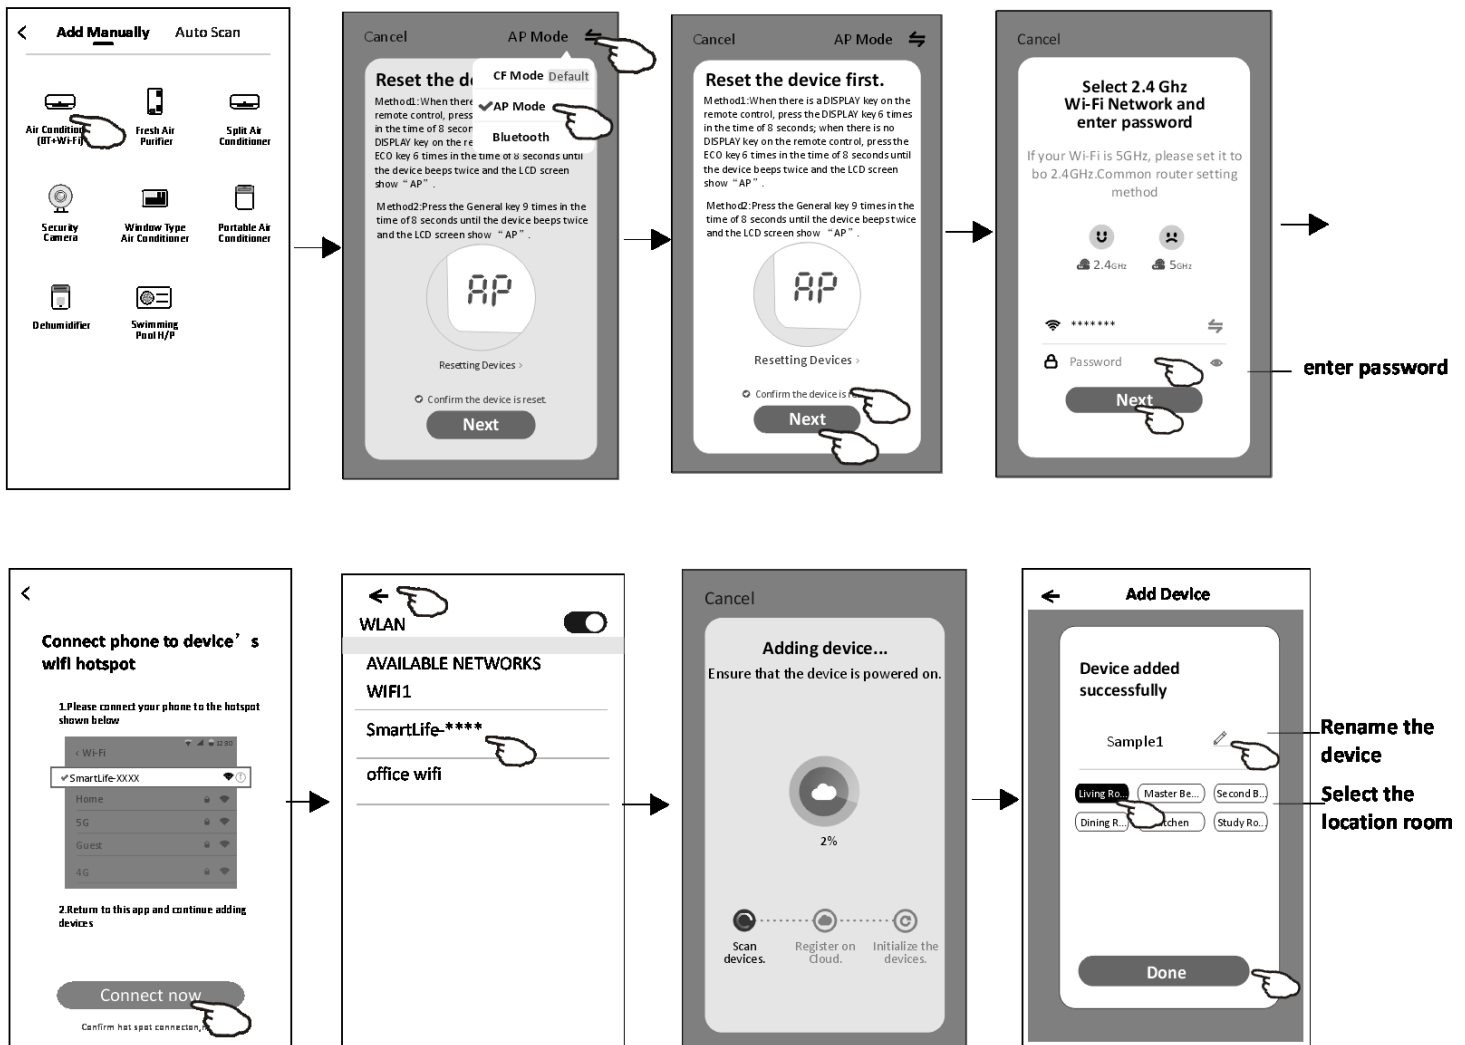 Add Manually Auto Scan
Air Condition
(BT+Wi-Fi)
Fresh Air
Purifier
Split Air
Conditioner
Security
Camera
Window Type
Air Conditioner
Portable Air
Conditioner
Dehumidifier
Swimming
Pool H/P
Cancel AP Mode
Reset the de
CF Mode Default
AP Mode
Bluetooth
Method1:When there
remote control, press
in the time of 8 secon
DISPLAY key on the re
ECO key 6 times in the time of 8 seconds until
the device beeps twice and the LCD screen
show “AP”.
Method2:Press the General key 9 times in the
time of 8 seconds until the device beeps twice
and the LCD screen show “AP”.
AP
Resetting Devices >
Confirm the device is reset.
Next
Cancel AP Mode
Reset the device first.
Method1:When there is a DISPLAY key on the
remote control, press the DISPLAY key 6 times
in the time of 8 seconds; when there is no
DISPLAY key on the remote control, press the
ECO key 6 times in the time of 8 seconds until
the device beeps twice and the LCD screen
show “AP”.
Method2:Press the General key 9 times in the
time of 8 seconds until the device beeps twice
and the LCD screen show “AP”.
AP
Resetting Devices >
Confirm the device is re
Next
Cancel
Select 2.4 Ghz
Wi-Fi Network and
enter password
If your Wi-Fi is 5GHz, please set it to
bo 2.4GHz.Common router setting
method
2.4GHz 5GHz
*******
Password
Next
enter password
Connect phone to device's
wifi hotspot
1.Please connect your phone to the hotspot
shown below
12:80
< Wi-Fi
SmartLife-XXXX
Home
5G
Guest
4G
2.Return to this app and continue adding
devices
Connect now
Confirm hot spot connecton,n
WLAN
AVAILABLE NETWORKS
WIFI1
SmartLife-****
office wifi
Cancel
Adding device...
Ensure that the device is powered on.
2%
Scan
devices.
Register on
Cloud.
Initialize the
devices.
Add Device
Device added
successfully
Sample1
Living Ro... Master Be... Second B...
Dining R... tchen Study Ro...
Done
Rename the
device
Select the
location room